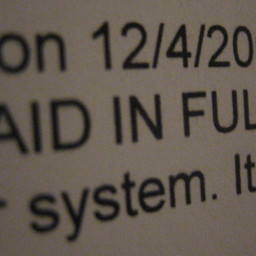 on 12/4/20
AID IN FUL
r system. It